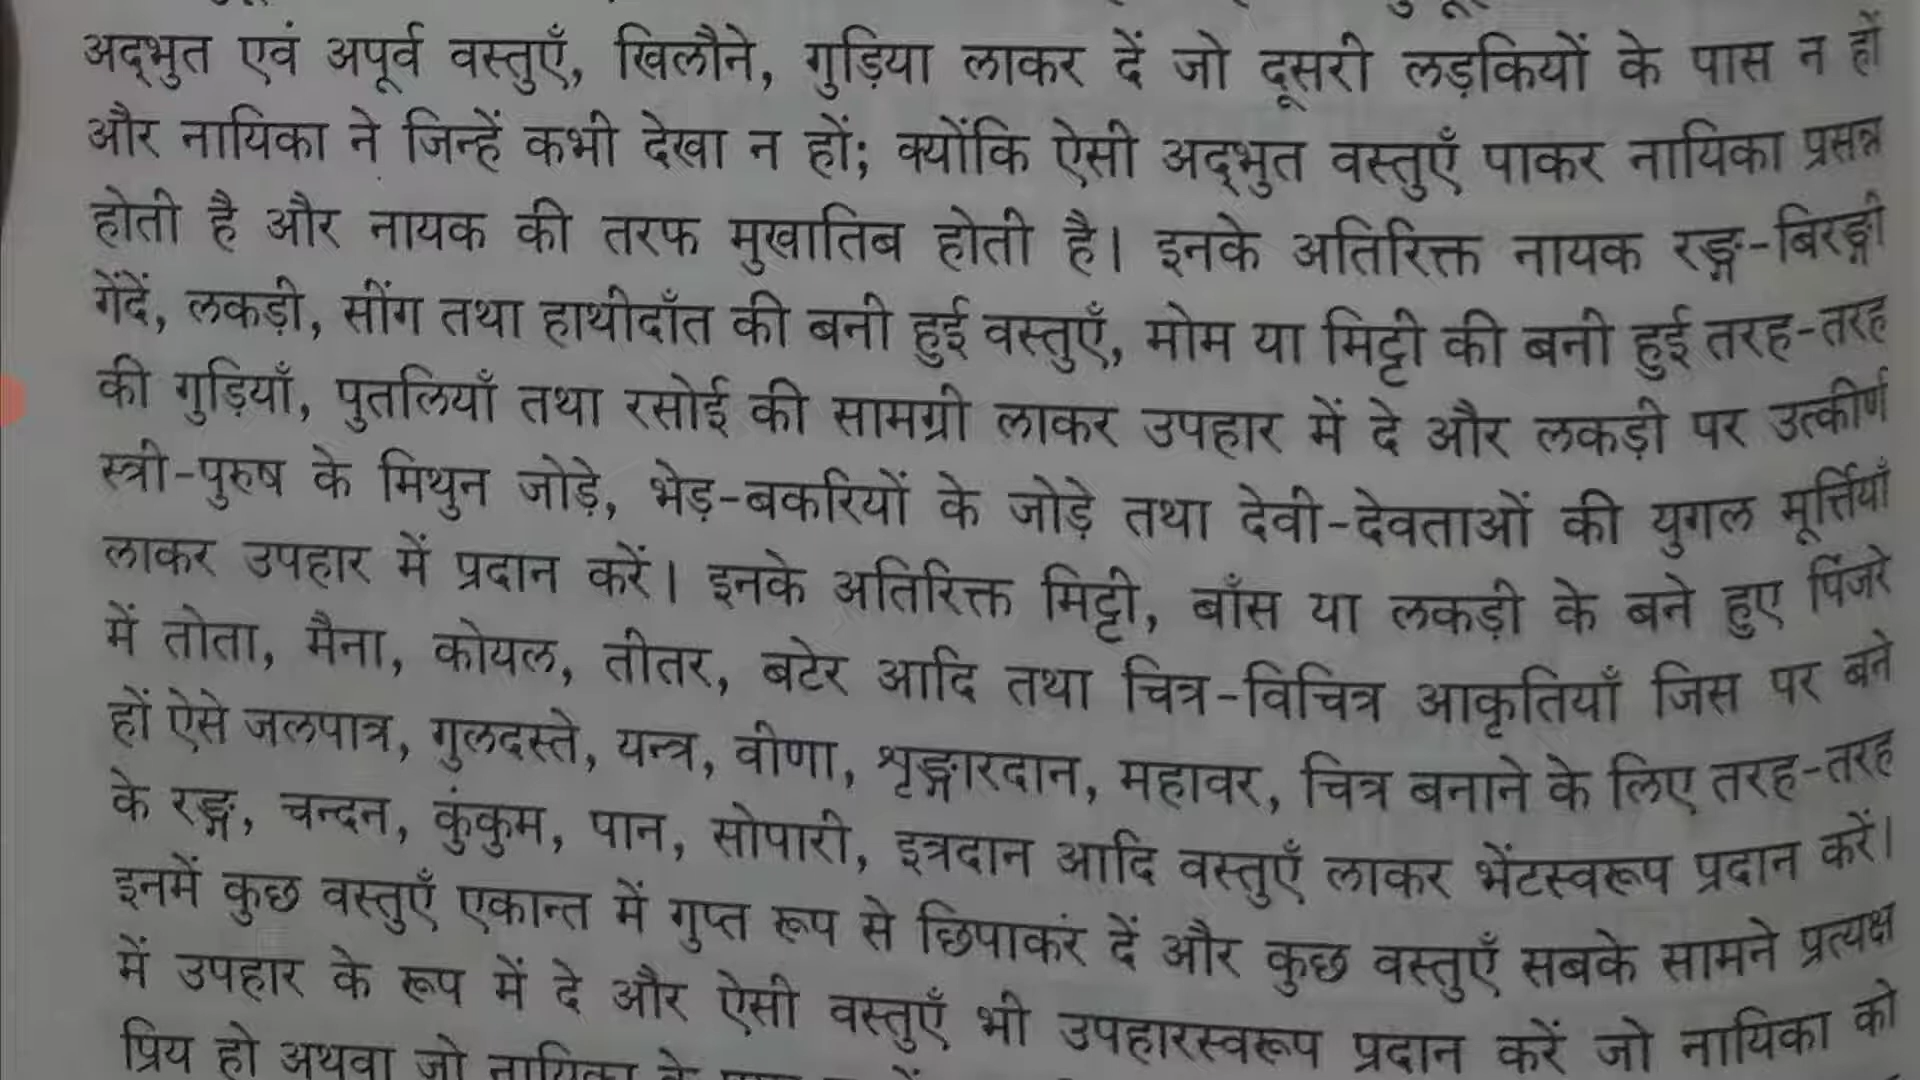 अद्भुत एवं अपूर्व वस्तुएँ, खिलौने, गुड़िया लाकर दें जो दूसरी लड़कियों के पास न हों
और नायिका ने जिन्हें कभी देखा न हों; क्योंकि ऐसी अद्भुत वस्तुएँ पाकर नायिका प्रसन्न
होती है और नायक की तरफ मुखातिब होती है। इनके अतिरिक्त नायक रङ्ग-बिरङ्गी
गेंदें, लकड़ी, सींग तथा हाथीदाँत की बनी हुई वस्तुएँ, मोम या मिट्टी की बनी हुई तरह-तरह
की गुड़ियाँ, पुतलियाँ तथा रसोई की सामग्री लाकर उपहार में दे और लकड़ी पर उत्कीर्ण
स्त्री-पुरुष के मिथुन जोड़े, भेड़-बकरियों के जोड़े तथा देवी-देवताओं की युगल मूर्त्तियाँ
लाकर उपहार में प्रदान करें। इनके अतिरिक्त मिट्टी, बाँस या लकड़ी के बने हुए पिंजरे
में तोता, मैना, कोयल, तीतर, बटेर आदि तथा चित्र-विचित्र आकृतियाँ जिस पर बने
हों ऐसे जलपात्र, गुलदस्ते, यन्त्र, वीणा, शृङ्गारदान, महावर, चित्र बनाने के लिए तरह-तरह
के रङ्ग, चन्दन, कुंकुम, पान, सोपारी, इत्रदान आदि वस्तुएँ लाकर भेंटस्वरूप प्रदान करें।
इनमें कुछ वस्तुएँ एकान्त में गुप्त रूप से छिपाकर दें और कुछ वस्तुएँ सबके सामने प्रत्यक्ष
में उपहार के रूप में दे और ऐसी वस्तुएँ भी उपहारस्वरूप प्रदान करें जो नायिका को
प्रिय हो अथवा जो नायिका के